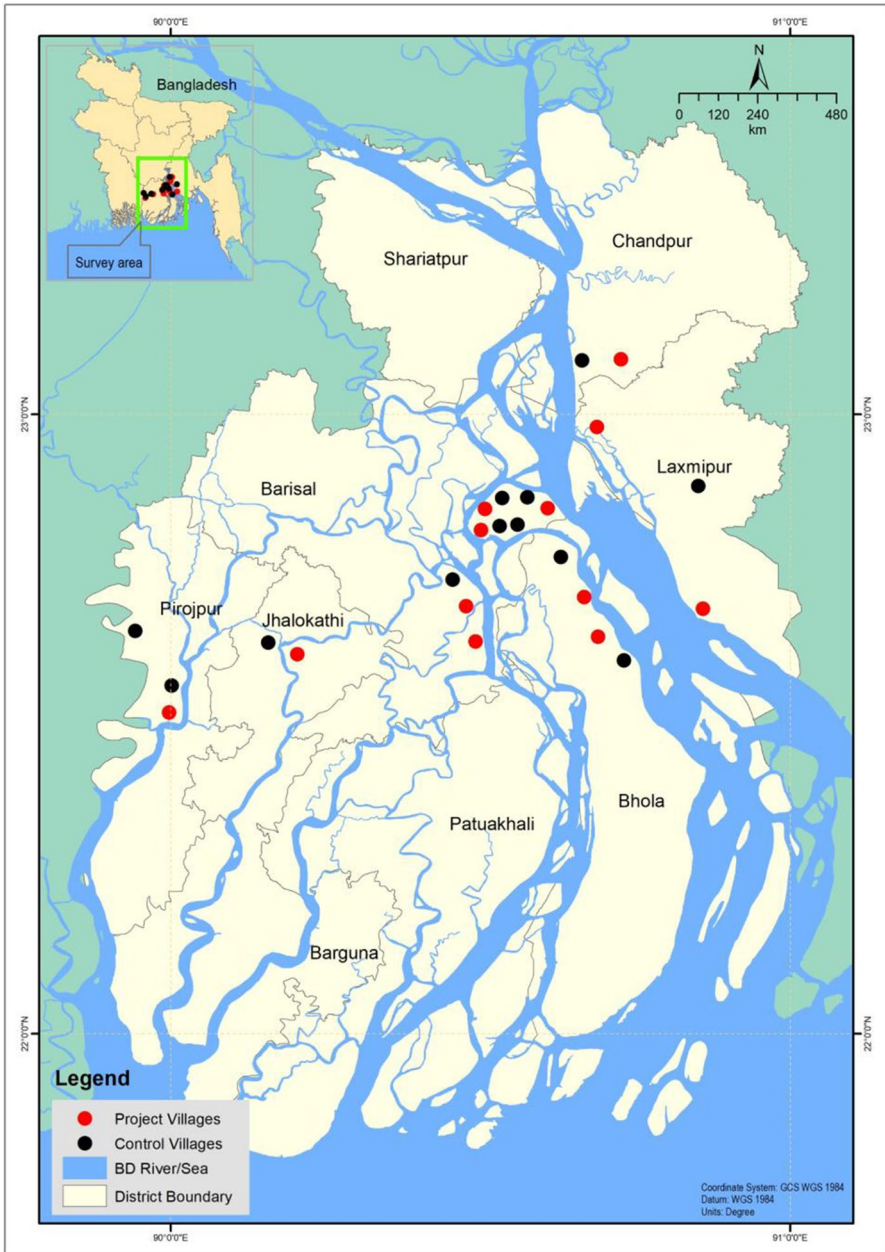 90°0'0"E
91°0'0"E
Bangladesh
N
0 120 240 480
km
Survey area
Shariatpur
Chandpur
23°0'0"N
23°0'0"N
Laxmipur
Barisal
Pirojpur
Jhalokathi
Patuakhali
Bhola
Barguna
22°0'0"N
22°0'0"N
Legend
Project Villages
Control Villages
BD River/Sea
District Boundary
Coordinate System: GCS WGS 1984
Datum: WGS 1984
Units: Degree
90°0'0"E
91°0'0"E